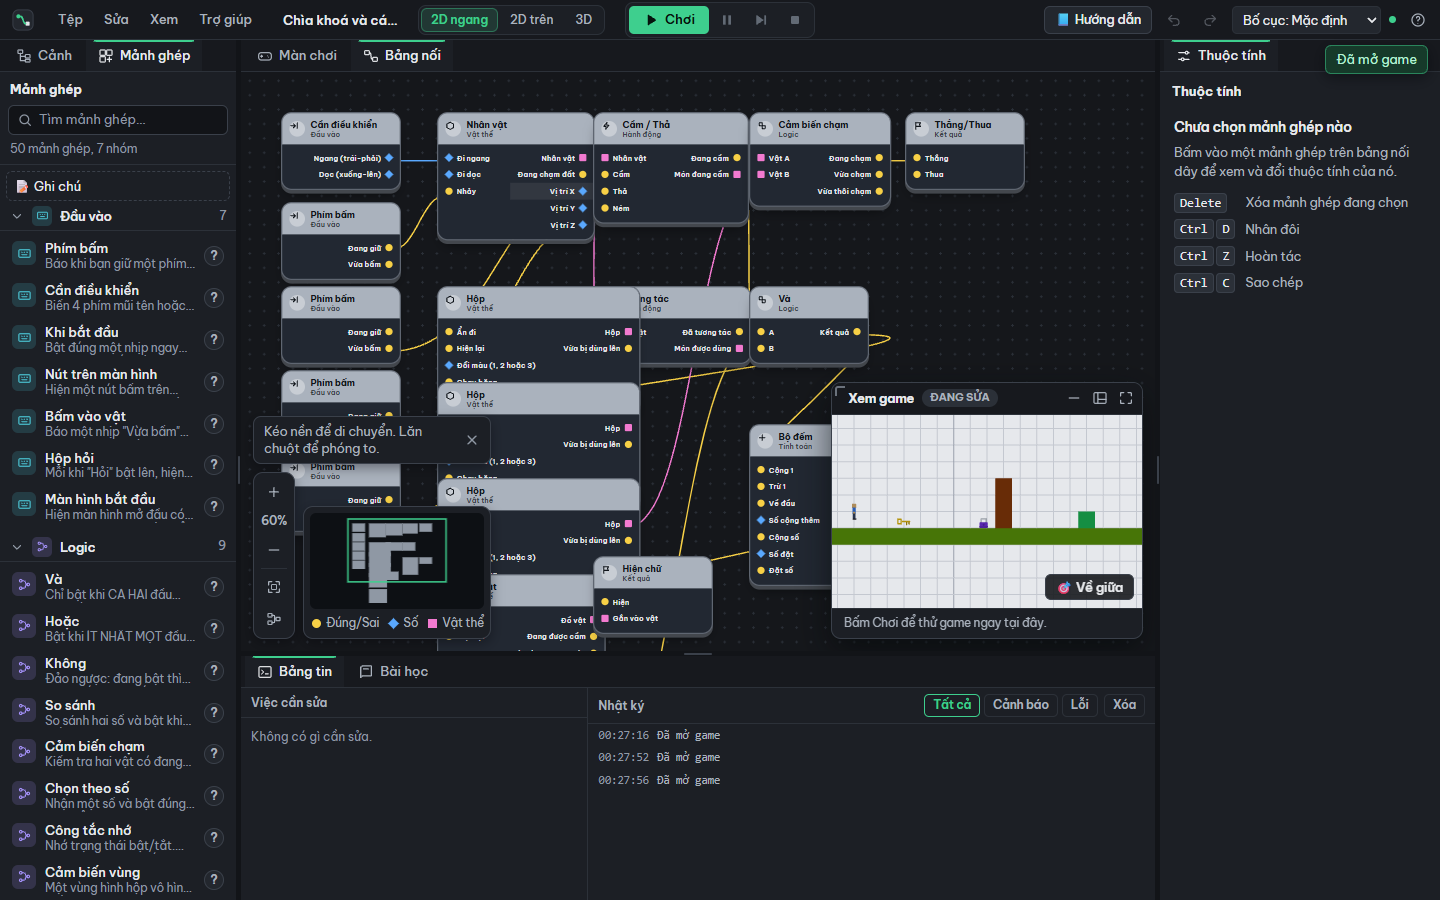 Tệp
Sửa
Xem
Trợ giúp
Chìa khoá và cá...
2D ngang
2D trên
3D
Chơi
Hướng dẫn
Bố cục: Mặc định
Cảnh
Mảnh ghép
Màn chơi
Bảng nối
Thuộc tính
Đã mở game
Mảnh ghép
Tìm mảnh ghép...
50 mảnh ghép, 7 nhóm
Ghi chú
Đầu vào
7
Phím bấm
Báo khi bạn giữ một phím...
?
Cần điều khiển
Biến 4 phím mũi tên hoặc...
?
Khi bắt đầu
Bật đúng một nhịp ngay...
?
Nút trên màn hình
Hiện một nút bấm trên...
?
Bấm vào vật
Báo một nhịp "Vừa bấm"...
?
Hộp hỏi
Mỗi khi "Hỏi" bật lên, hiện...
?
Màn hình bắt đầu
Hiện màn hình mở đầu có...
?
Logic
9
Và
Chỉ bật khi CẢ HAI đầu...
?
Hoặc
Bật khi ÍT NHẤT MỘT đầu...
?
Không
Đảo ngược: đang bật thì...
?
So sánh
So sánh hai số và bật khi...
?
Cảm biến chạm
Kiểm tra hai vật có đang...
?
Chọn theo số
Nhận một số và bật đúng...
?
Công tắc nhớ
Nhớ trạng thái bật/tắt....
?
Cảm biến vùng
Một vùng hình hộp vô hìn...
?
Cần điều khiển
Đầu vào
Ngang (trái-phải)
Dọc (xuống-lên)
Phím bấm
Đầu vào
Đang giữ
Vừa bấm
Phím bấm
Đầu vào
Đang giữ
Vừa bấm
Phím bấm
Đầu vào
Phím bấm
Đầu vào
Đang giữ
Nhân vật
Vật thể
Đi ngang
Nhân vật
Đi dọc
Đang chạm đất
Nhảy
Vị trí X
Vị trí Y
Vị trí Z
Cầm / Thả
Hành động
Nhân vật
Đang cầm
Cầm
Món đang cầm
Thả
Ném
Cảm biến chạm
Logic
Vật A
Đang chạm
Vật B
Vừa chạm
Vừa thôi chạm
Thắng/Thua
Kết quả
Thắng
Thua
Hộp
Vật thể
Ẩn đi
Hộp
Hiện lại
Vừa bị dùng lên
Đổi màu (1, 2 hoặc 3)
ng tác
động
Đã tương tác
Món được dùng
Và
Logic
A
Kết quả
B
Hộp
Vật thể
Hộp
Vừa bị dùng lên
(1, 2 hoặc 3)
Hộp
Vật thể
Hộp
Vừa bị dùng lên
(1, 2 hoặc 3)
Đồ vật
Đang được cầm
Hiện chữ
Kết quả
Hiện
Gắn vào vật
Bộ đếm
Tính toán
Cộng 1
Trừ 1
Về đầu
Số cộng thêm
Cộng số
Số đặt
Đặt số
Kéo nền để di chuyển. Lăn
chuột để phóng to.
60%
Đúng/Sai
Số
Vật thể
Xem game
ĐANG SỬA
Về giữa
Bấm Chơi để thử game ngay tại đây.
Bảng tin
Bài học
Việc cần sửa
Không có gì cần sửa.
Nhật ký
Tất cả
Cảnh báo
Lỗi
Xóa
00:27:16 Đã mở game
00:27:52 Đã mở game
00:27:56 Đã mở game
Thuộc tính
Chưa chọn mảnh ghép nào
Bấm vào một mảnh ghép trên bảng nối
dây để xem và đổi thuộc tính của nó.
Delete Xóa mảnh ghép đang chọn
Ctrl D Nhân đôi
Ctrl Z Hoàn tác
Ctrl C Sao chép